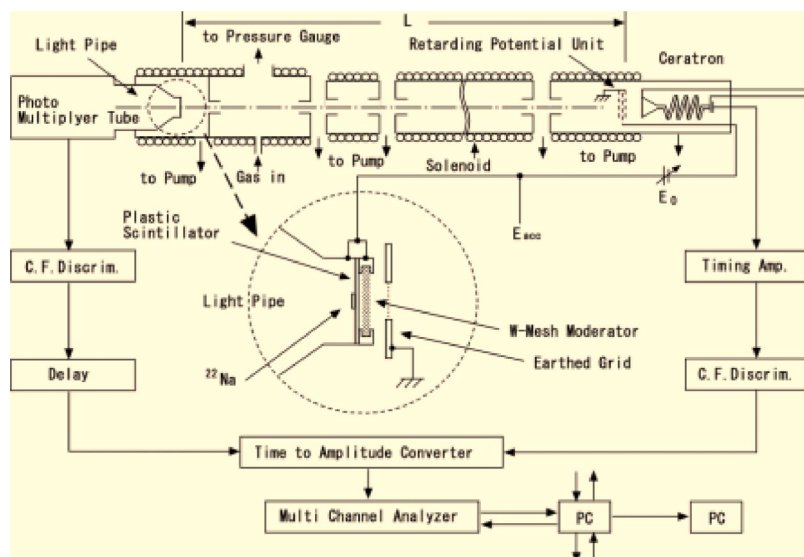 L
to Pressure Gauge
Light Pipe
Retarding Potential Unit
Ceratron
Photo
Multiplyer Tube
to Pump
Gas in
to Pump
Solenoid
to Pump
E₀
Plastic
Scintillator
Eacc
C.F.Discrim.
Timing Amp.
Light Pipe
W-Mesh Moderator
Earthed Grid
²²Na
Delay
C.F.Discrim.
Time to Amplitude Converter
Multi Channel Analyzer
PC
PC